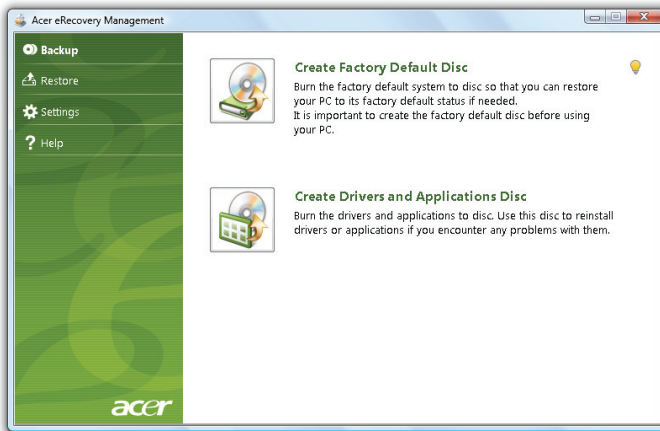 Acer eRecovery Management
Backup
Restore
Settings
? Help
Create Factory Default Disc
Burn the factory default system to disc so that you can restore
your PC to its factory default status if needed.
It is important to create the factory default disc before using
your PC.
Create Drivers and Applications Disc
Burn the drivers and applications to disc. Use this disc to reinstall
drivers or applications if you encounter any problems with them.
acer